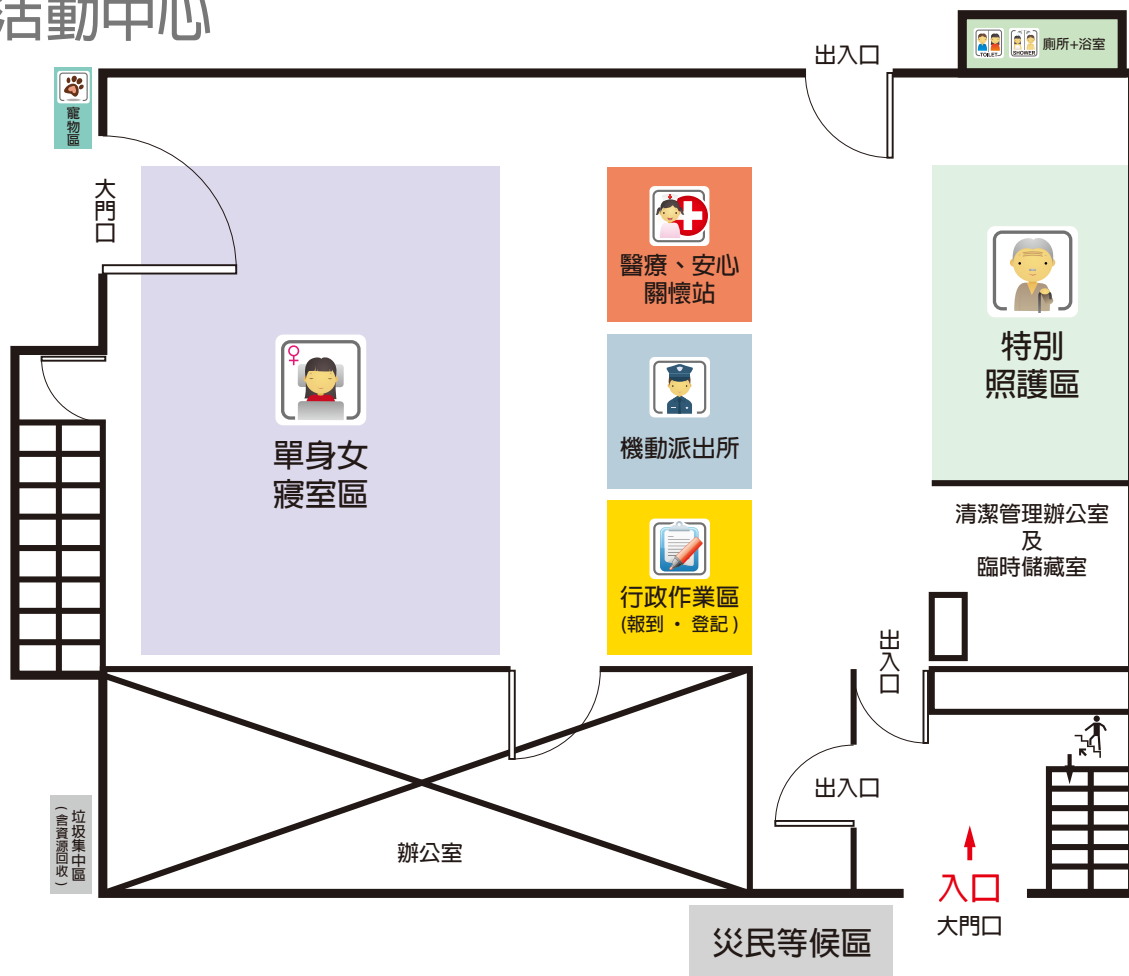 活動中心
出入口
TOILET
SHOWER
廁所+浴室
寵物區
大門口
醫療、安心
關懷站
特別
照護區
單身女
寢室區
機動派出所
行政作業區
(報到 ‧ 登記)
清潔管理辦公室
及
臨時儲藏室
出入口
出入口
辦公室
垃圾集中區
(含資源回收)
入口
大門口
災民等候區